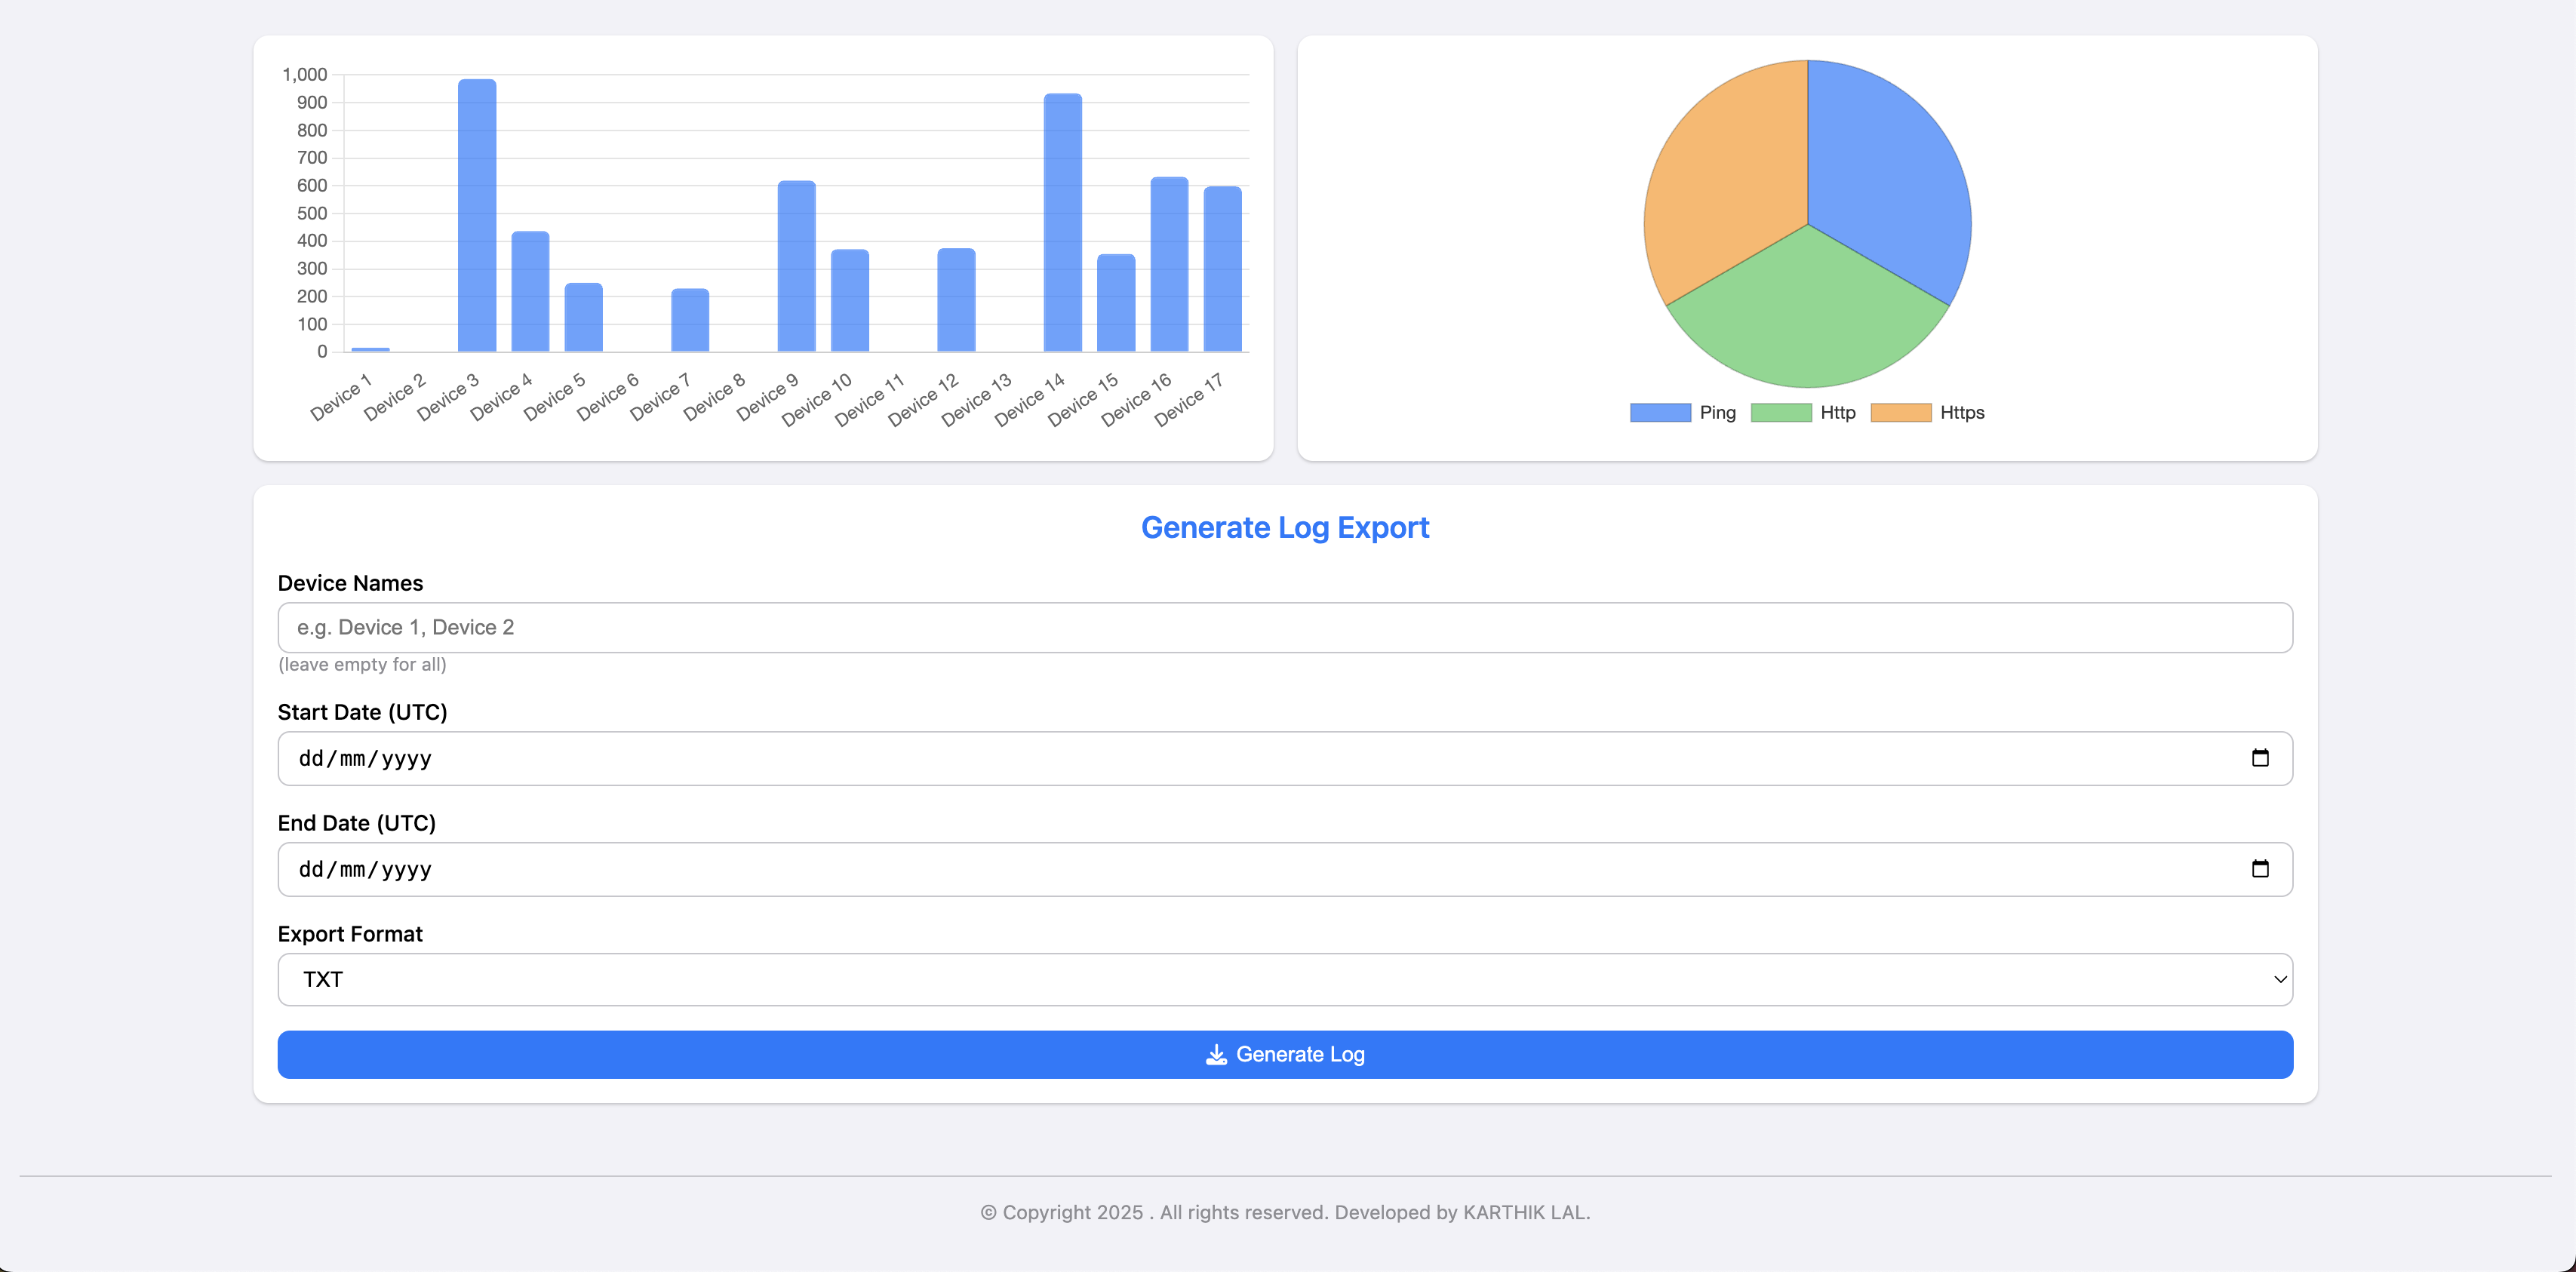 1,000
900
800
700
600
500
400
300
200
100
0
Device 1
Device 2
Device 3
Device 4
Device 5
Device 6
Device 7
Device 8
Device 9
Device 10
Device 11
Device 12
Device 13
Device 14
Device 15
Device 16
Device 17
Ping Http Https
Generate Log Export
Device Names
e.g. Device 1, Device 2
(leave empty for all)
Start Date (UTC)
dd/mm/yyyy
End Date (UTC)
dd/mm/yyyy
Export Format
TXT
Generate Log
© Copyright 2025 . All rights reserved. Developed by KARTHIK LAL.